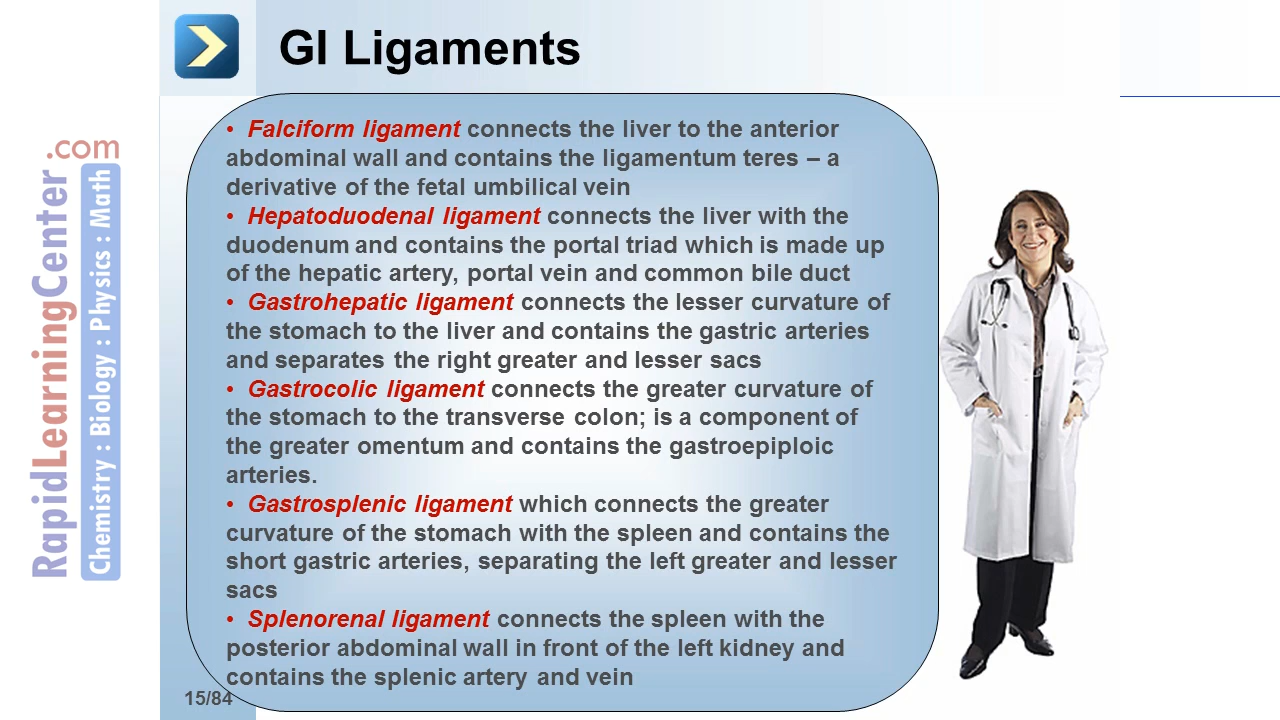 GI Ligaments
• Falciform ligament connects the liver to the anterior
abdominal wall and contains the ligamentum teres – a
derivative of the fetal umbilical vein
• Hepatoduodenal ligament connects the liver with the
duodenum and contains the portal triad which is made up
of the hepatic artery, portal vein and common bile duct
• Gastrohepatic ligament connects the lesser curvature of
the stomach to the liver and contains the gastric arteries
and separates the right greater and lesser sacs
• Gastrocolic ligament connects the greater curvature of
the stomach to the transverse colon; is a component of
the greater omentum and contains the gastroepiploic
arteries.
• Gastrosplenic ligament which connects the greater
curvature of the stomach with the spleen and contains the
short gastric arteries, separating the left greater and lesser
sacs
• Splenorenal ligament connects the spleen with the
posterior abdominal wall in front of the left kidney and
contains the splenic artery and vein
15/84
RapidLearningCenter.com
Chemistry : Biology : Physics : Math